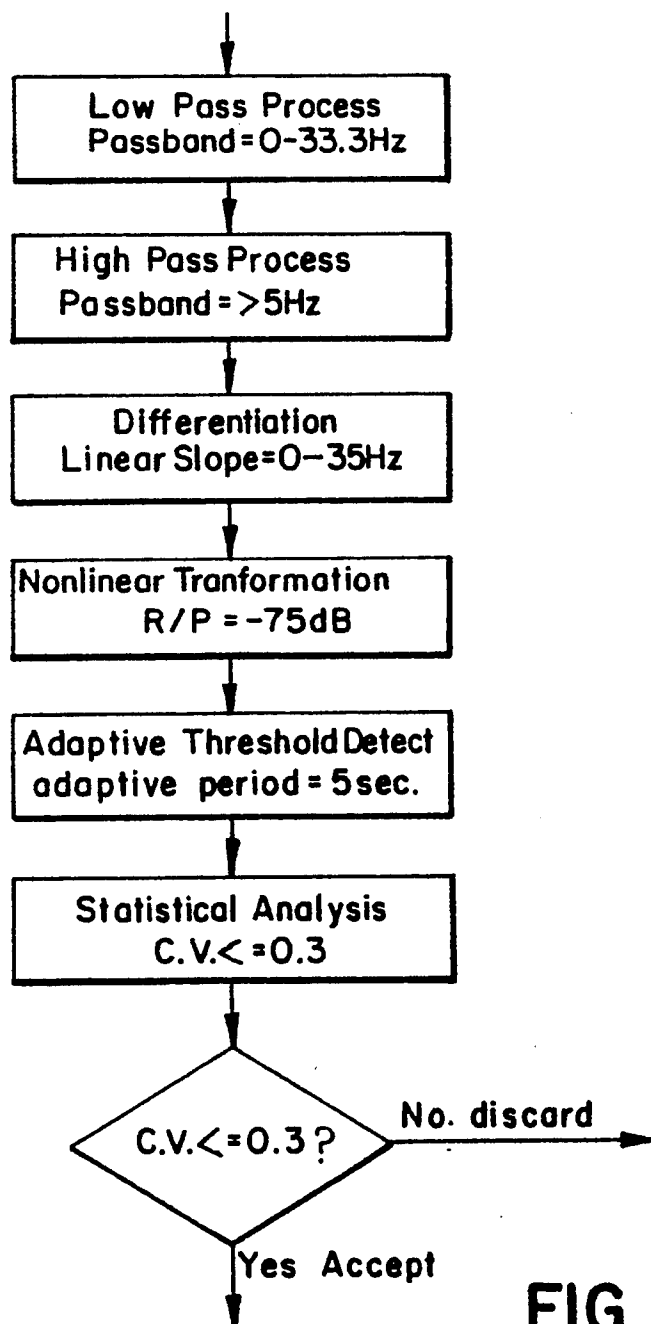 Low Pass Process
Passband=0-33.3Hz
High Pass Process
Passband=>5Hz
Differentiation
Linear Slope=0-35Hz
Nonlinear Tranformation
R/P=-75dB
Adaptive Threshold Detect
adaptive period=5sec.
Statistical Analysis
C.V.<=0.3
C.V.<=0.3?
No. discard
Yes Accept
FIG